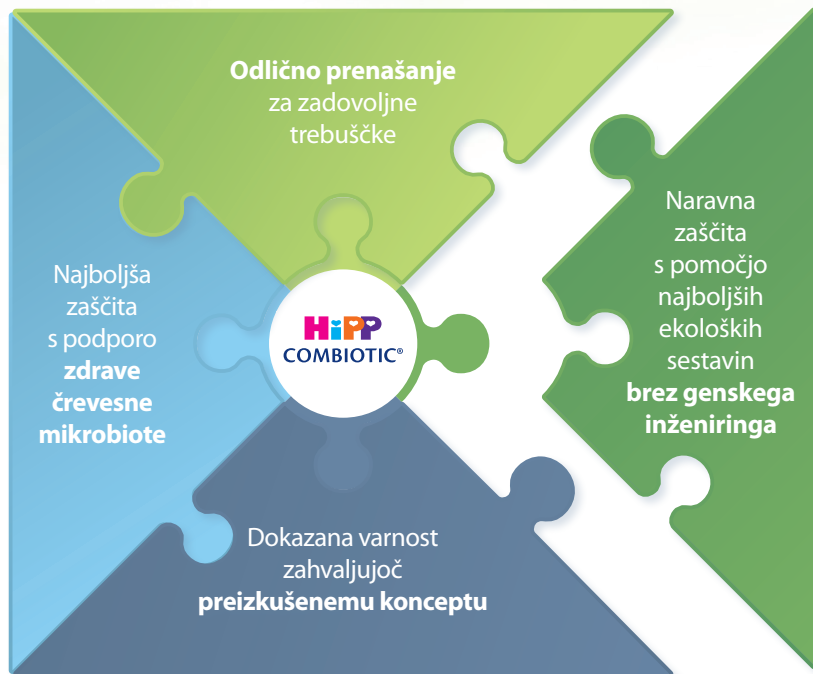 Odlično prenašanje
za zadovoljne
trebuščke
Najboljša
zaščita
s podporo
zdrave
črevesne
mikrobiote
HiPP
COMBIOTIC®
Naravna
zaščita
s pomočjo
najboljših
ekoloških
sestavin
brez genskega
inženiringa
Dokazana varnost
zahvaljujoč
preizkušenemu konceptu